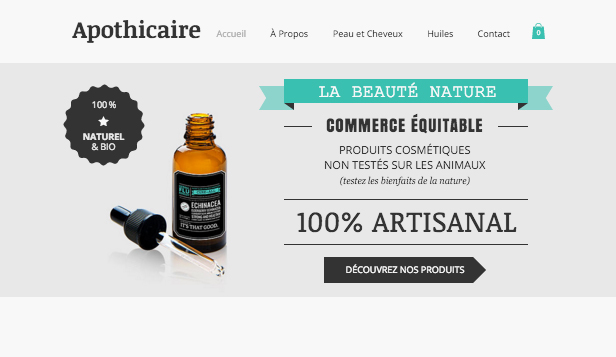 Apothicaire
Accueil
À Propos
Peau et Cheveux
Huiles
Contact
0
100 %
NATUREL
& BIO
ECHINACEA
IT'S THAT GOOD.
LA BEAUTÉ NATURE
COMMERCE ÉQUITABLE
PRODUITS COSMÉTIQUES
NON TESTÉS SUR LES ANIMAUX
(testez les bienfaits de la nature)
100% ARTISANAL
DÉCOUVREZ NOS PRODUITS